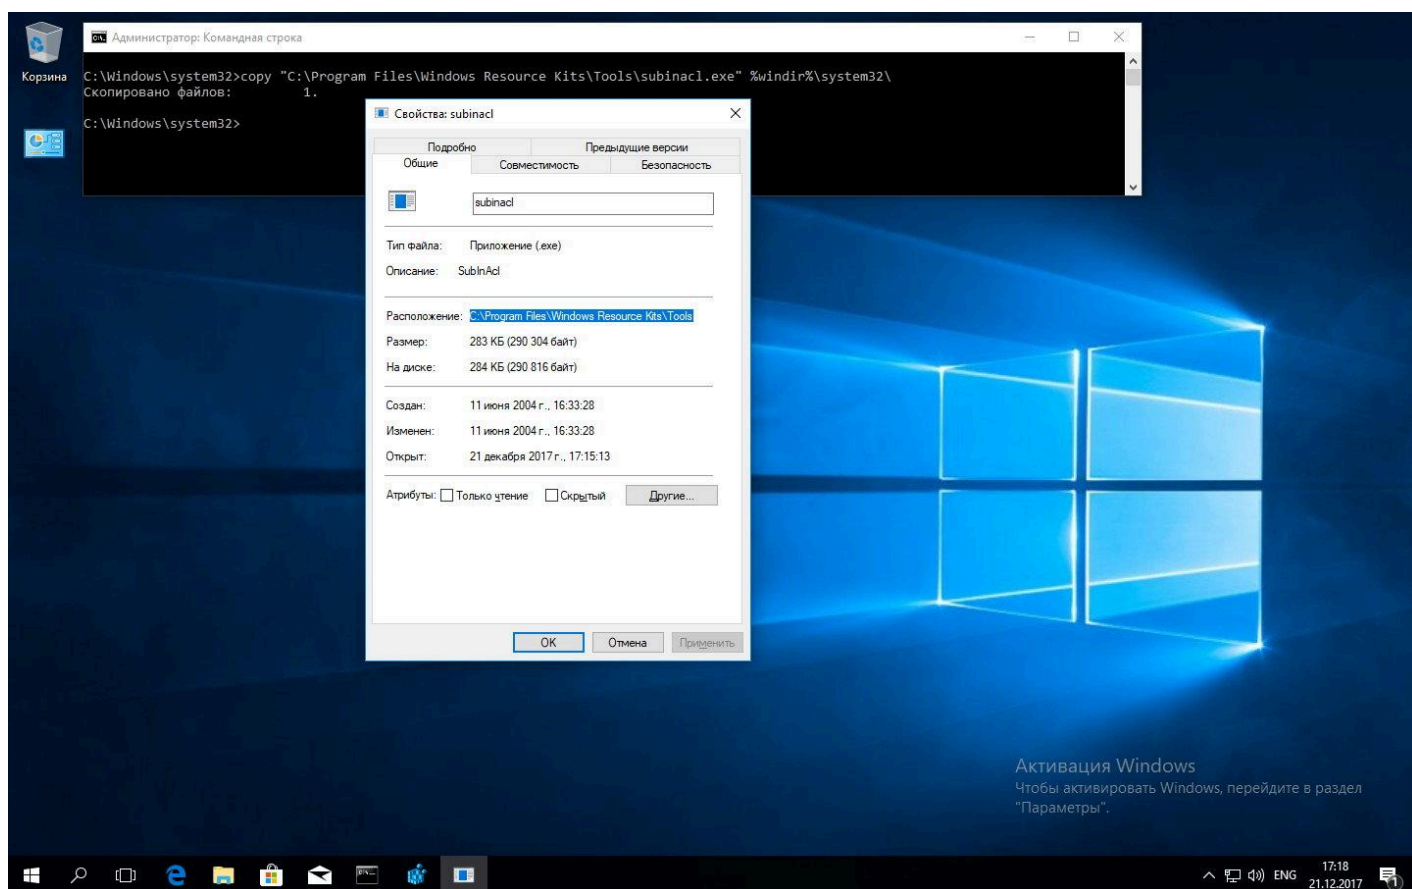 Корзина
Администратор: Командная строка
C:\Windows\system32>copy "C:\Program Files\Windows Resource Kits\Tools\subinacl.exe" %windir%\system32\
Скопировано файлов: 1.
C:\Windows\system32>
Свойства: subinacl
Подробно Предыдущие версии
Общие Совместимость Безопасность
subinacl
Тип файла: Приложение (.exe)
Описание: SubInAcl
Расположение: C:\Program Files\Windows Resource Kits\Tools
Размер: 283 КБ (290 304 байт)
На диске: 284 КБ (290 816 байт)
Создан: 11 июня 2004 г., 16:33:28
Изменен: 11 июня 2004 г., 16:33:28
Открыт: 21 декабря 2017 г., 17:15:13
Атрибуты: Только чтение Скрытый Другие...
OK Отмена Применить
Активация Windows
Чтобы активировать Windows, перейдите в раздел
"Параметры".
ENG 17:18
21.12.2017
1